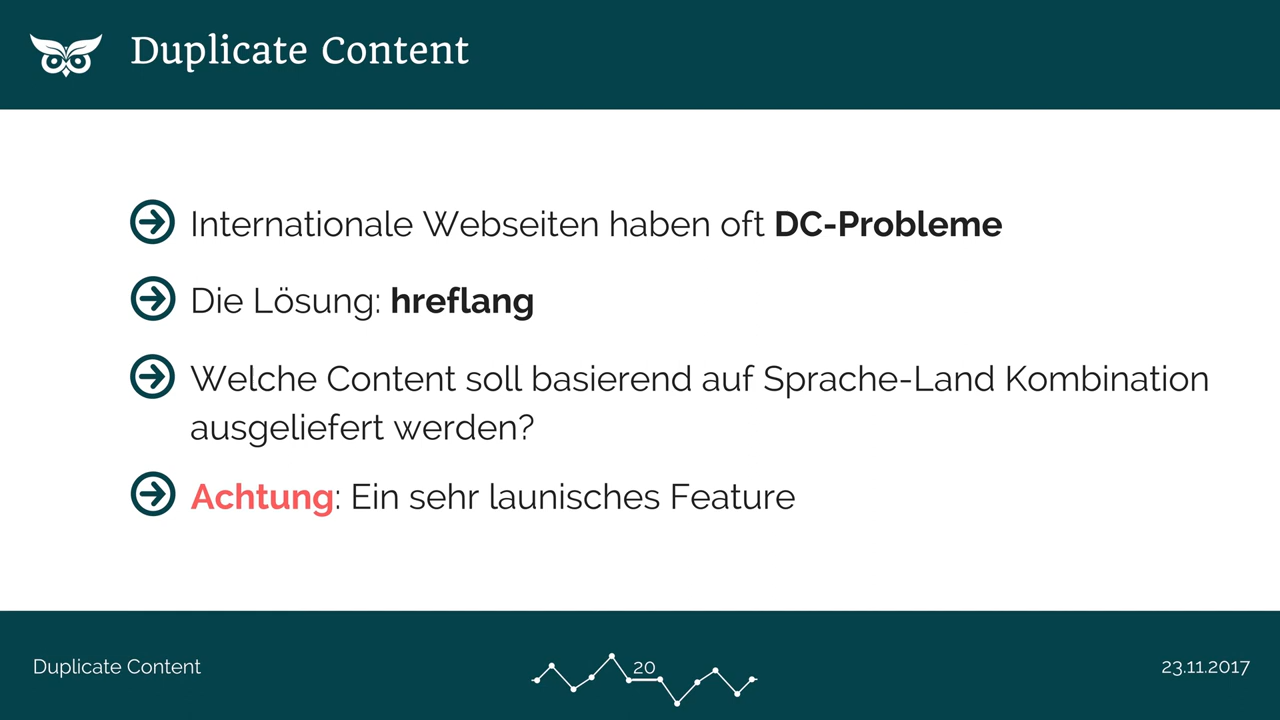 Duplicate Content
Internationale Webseiten haben oft DC-Probleme
Die Lösung: hreflang
Welche Content soll basierend auf Sprache-Land Kombination
ausgeliefert werden?
Achtung: Ein sehr launisches Feature
Duplicate Content
20
23.11.2017